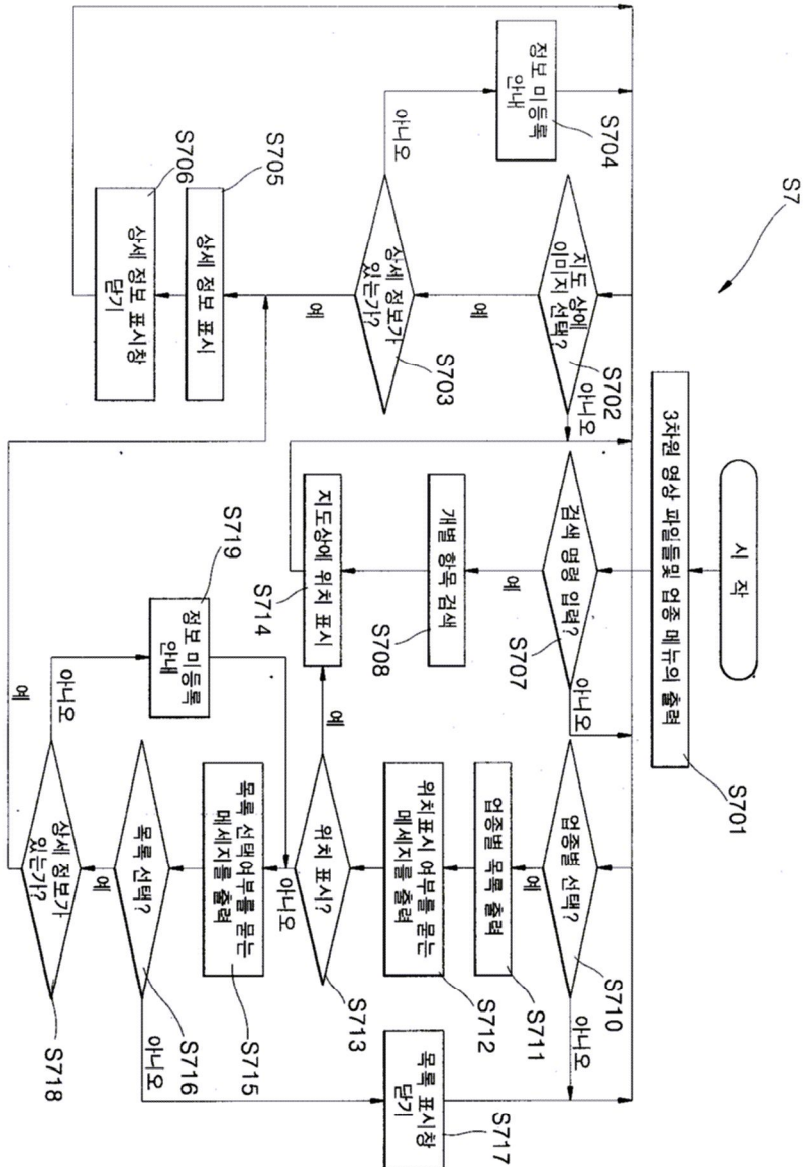 S7
시 작
3차원 영상 파일들및 업종 메뉴의 출력
S701
지도 상에
이미지 선택?
S702
아니오
예
상세 정보가
있는가?
S703
아니오
정보 미등록
안내
S704
예
상세 정보 표시
S705
상세 정보 표시창
닫기
S706
검색 명령 입력?
S707
아니오
예
개별 항목 검색
S708
지도상에 위치 표시
S714
업종별 선택?
S710
아니오
예
업종별 목록 출력
S711
위치표시 여부를 묻는
메세지를 출력
S712
위치 표시?
S713
예
아니오
목록 선택여부를 묻는
메세지를 출력
S715
목록 선택?
S716
아니오
예
목록 표시창
닫기
S717
상세 정보가
있는가?
S718
아니오
예
정보 미등록
안내
S719